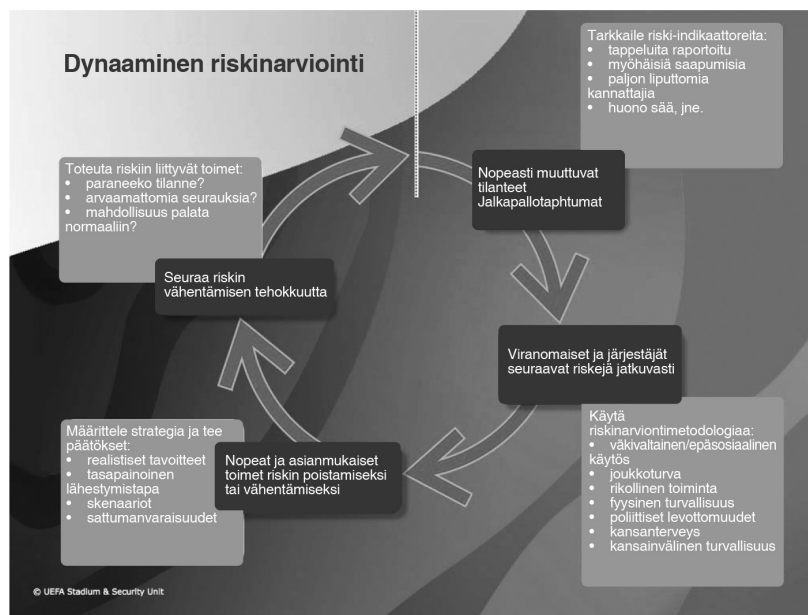 Dynaaminen riskinarviointi
Tarkkaile riski-indikaattoreita:
• tappeluita raportoitu
• myöhäisiä saapumisia
• paljon liputtomia
kannattajia
• huono sää, jne.
Nopeasti muuttuvat
tilanteet
Jalkapallotaphtumat
Viranomaiset ja järjestäjät
seuraavat riskejä jatkuvasti
Käytä
riskinarviontimetodologiaa:
• väkivaltainen/epäsosiaalinen
käytös
• joukkoturva
• rikollinen toiminta
• fyysinen turvallisuus
• poliittiset levottomuudet
• kansanterveys
• kansainvälinen turvallisuus
Nopeat ja asianmukaiset
toimet riskin poistamiseksi
tai vähentämiseksi
Määrittele strategia ja tee
päätökset:
• realistiset tavoitteet
• tasapainoinen
lähestymistapa
• skenaariot
• sattumanvaraisuudet
Seuraa riskin
vähentämisen tehokkuutta
Toteuta riskiin liittyvät toimet:
• paraneeko tilanne?
• arvaamattomia seurauksia?
• mahdollisuus palata
normaaliin?
© UEFA Stadium & Security Unit